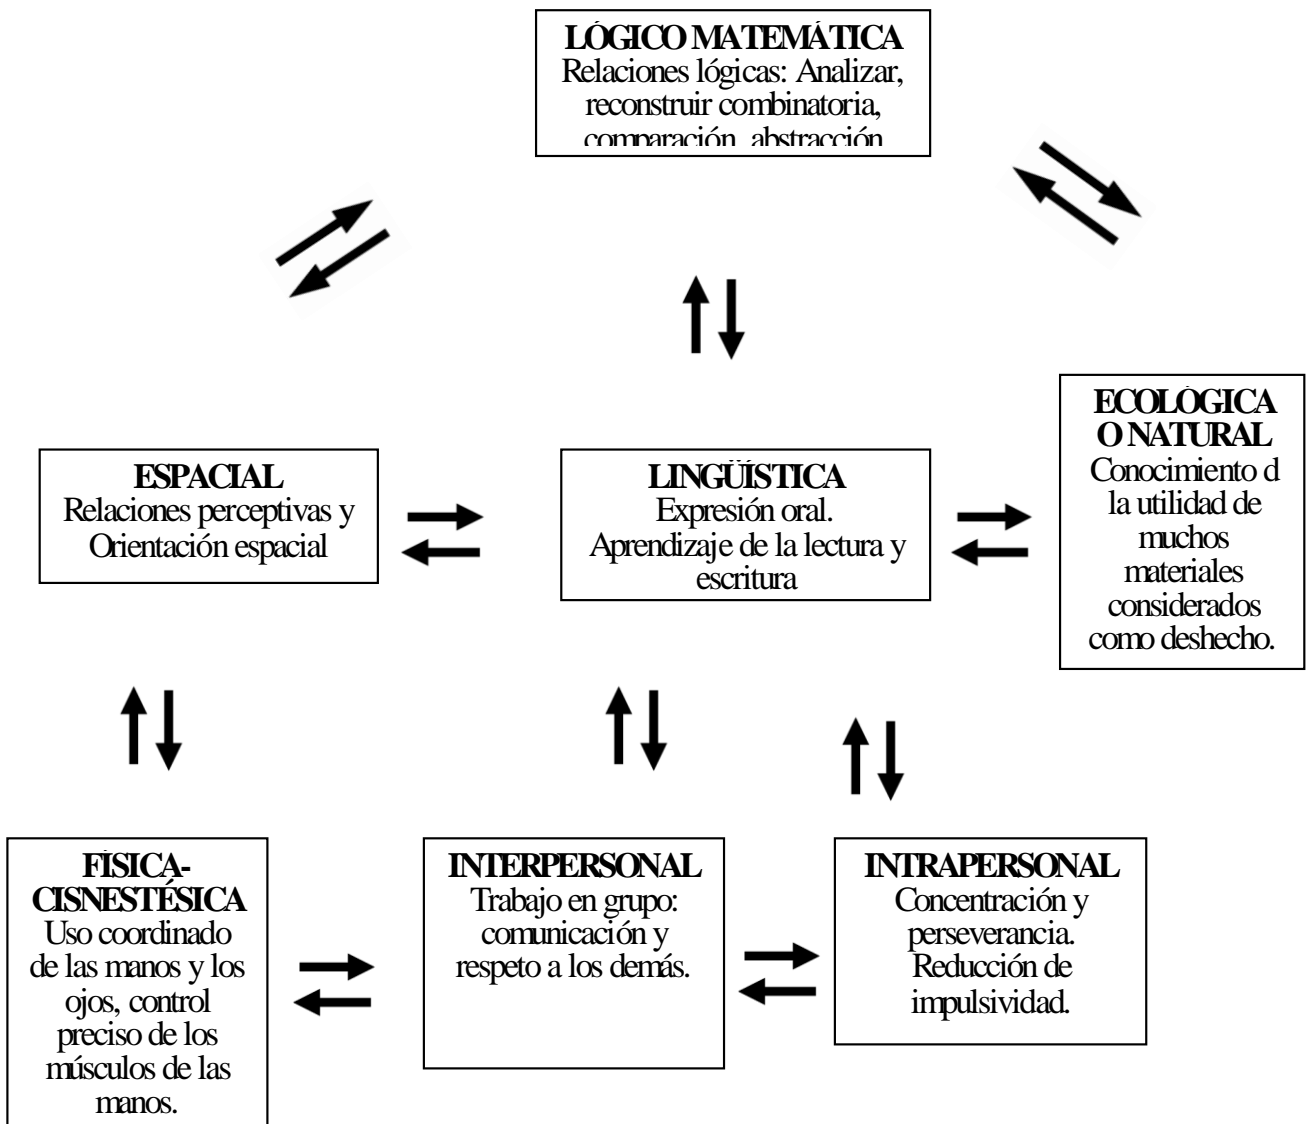 LÓGICO MATEMÁTICA
Relaciones lógicas: Analizar,
reconstruir combinatoria,
comparación, abstracción
ESPACIAL
Relaciones perceptivas y
Orientación espacial
LINGÜÍSTICA
Expresión oral.
Aprendizaje de la lectura y
escritura
ECOLÓGICA
O NATURAL
Conocimiento d
la utilidad de
muchos
materiales
considerados
como deshecho.
FÍSICA-
CISNESTÉSICA
Uso coordinado
de las manos y los
ojos, control
preciso de los
músculos de las
manos.
INTERPERSONAL
Trabajo en grupo:
comunicación y
respeto a los demás.
INTRAPERSONAL
Concentración y
perseverancia.
Reducción de
impulsividad.